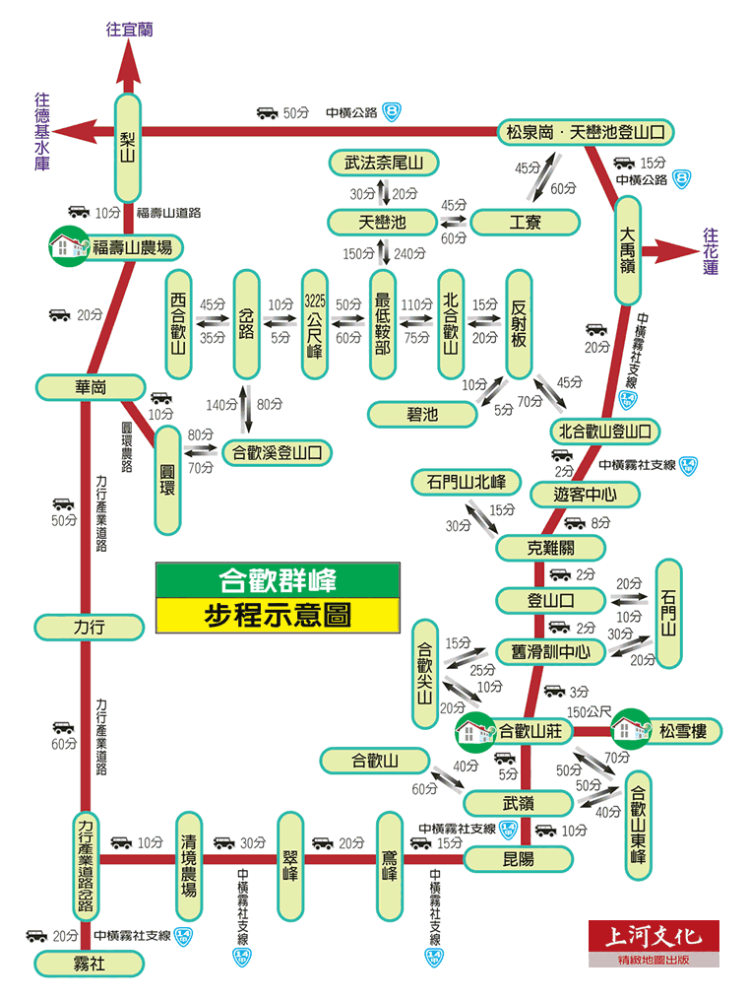 往宜蘭
往德基水庫
梨山
50分
中橫公路
8
松泉崗．天巒池登山口
15分
中橫公路
8
武法奈尾山
45分
60分
30分
20分
10分
福壽山道路
天巒池
45分
60分
工寮
大禹嶺
往花蓮
福壽山農場
150分
240分
20分
西合歡山
45分
35分
岔路
10分
5分
3225公尺峰
50分
60分
最低鞍部
110分
75分
北合歡山
15分
20分
反射板
20分
中橫霧社支線
14甲
華崗
10分
圓環農路
140分
80分
10分
5分
碧池
70分
45分
圓環
80分
70分
合歡溪登山口
北合歡山登山口
2分
中橫霧社支線
14甲
石門山北峰
遊客中心
力行產業道路
50分
15分
30分
8分
克難關
合歡群峰
步程示意圖
2分
登山口
20分
10分
石門山
力行
2分
30分
20分
舊滑訓中心
合歡尖山
15分
25分
10分
20分
3分
150公尺
合歡山莊
松雪樓
力行產業道路
60分
合歡山
40分
60分
5分
70分
50分
50分
40分
武嶺
合歡山東峰
中橫霧社支線
14甲
10分
力行產業道路岔路
10分
清境農場
30分
翠峰
20分
鳶峰
15分
昆陽
中橫霧社支線
14甲
中橫霧社支線
14甲
20分
中橫霧社支線
14甲
霧社
上河文化
精緻地圖出版